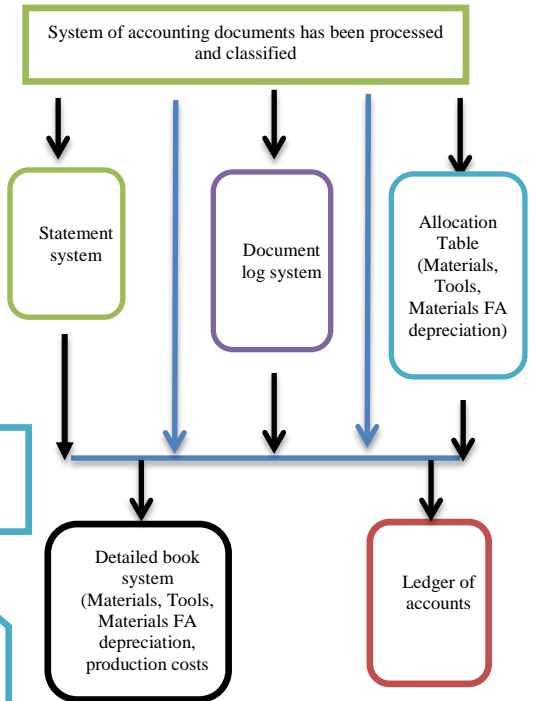 System of accounting documents has been processed
and classified
Statement
system
Document
log system
Allocation
Table
(Materials,
Tools,
Materials FA
depreciation)
Detailed book
system
(Materials, Tools,
Materials FA
depreciation,
production costs
Ledger of
accounts